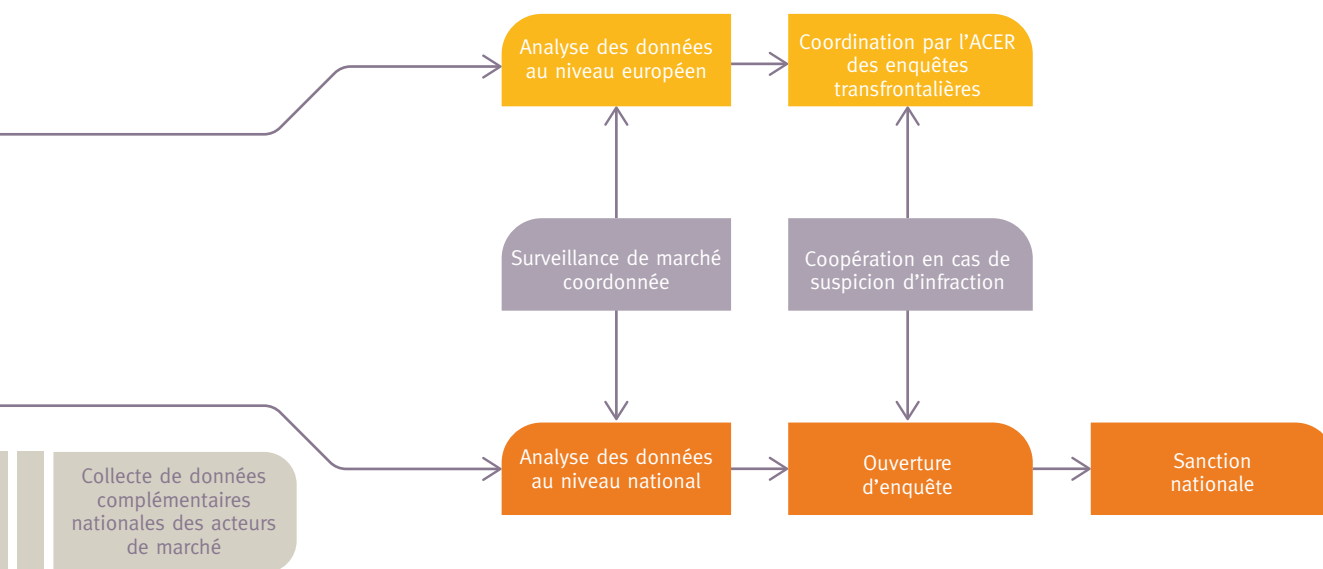 Analyse des données
au niveau européen
Coordination par l’ACER
des enquêtes
transfrontalières
Surveillance de marché
coordonnée
Coopération en cas de
suspicion d’infraction
Analyse des données
au niveau national
Ouverture
d’enquête
Sanction
nationale
Collecte de données
complémentaires
nationales des acteurs
de marché